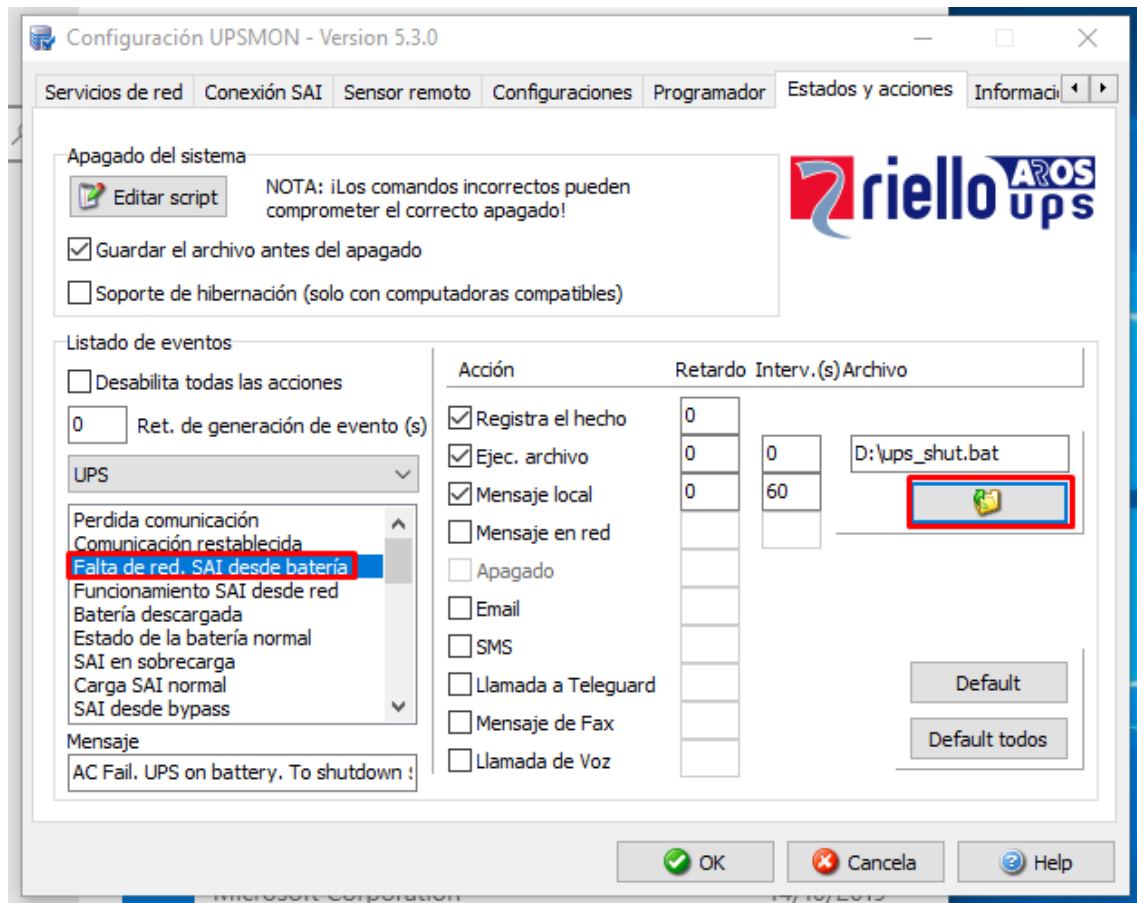 Configuración UPSMON - Version 5.3.0
Servicios de red Conexión SAI Sensor remoto Configuraciones Programador Estados y acciones Informaci
Apagado del sistema
Editar script
NOTA: ¡Los comandos incorrectos pueden
comprometer el correcto apagado!
Guardar el archivo antes del apagado
Soporte de hibernación (solo con computadoras compatibles)
riello AROS ups
Listado de eventos
Desabilita todas las acciones
0 Ret. de generación de evento (s)
UPS
Perdida comunicación
Comunicación restablecida
Falta de red. SAI desde batería
Funcionamiento SAI desde red
Batería descargada
Estado de la batería normal
SAI en sobrecarga
Carga SAI normal
SAI desde bypass
Mensaje
AC Fail. UPS on battery. To shutdown
Acción Retardo Interv.(s) Archivo
Registra el hecho 0
Ejec. archivo 0 0 D:\ups_shut.bat
Mensaje local 0 60
Mensaje en red
Apagado
Email
SMS
Llamada a Teleguard
Mensaje de Fax
Llamada de Voz
Default
Default todos
OK Cancela Help
Microsoft Corporation 14/10/2019